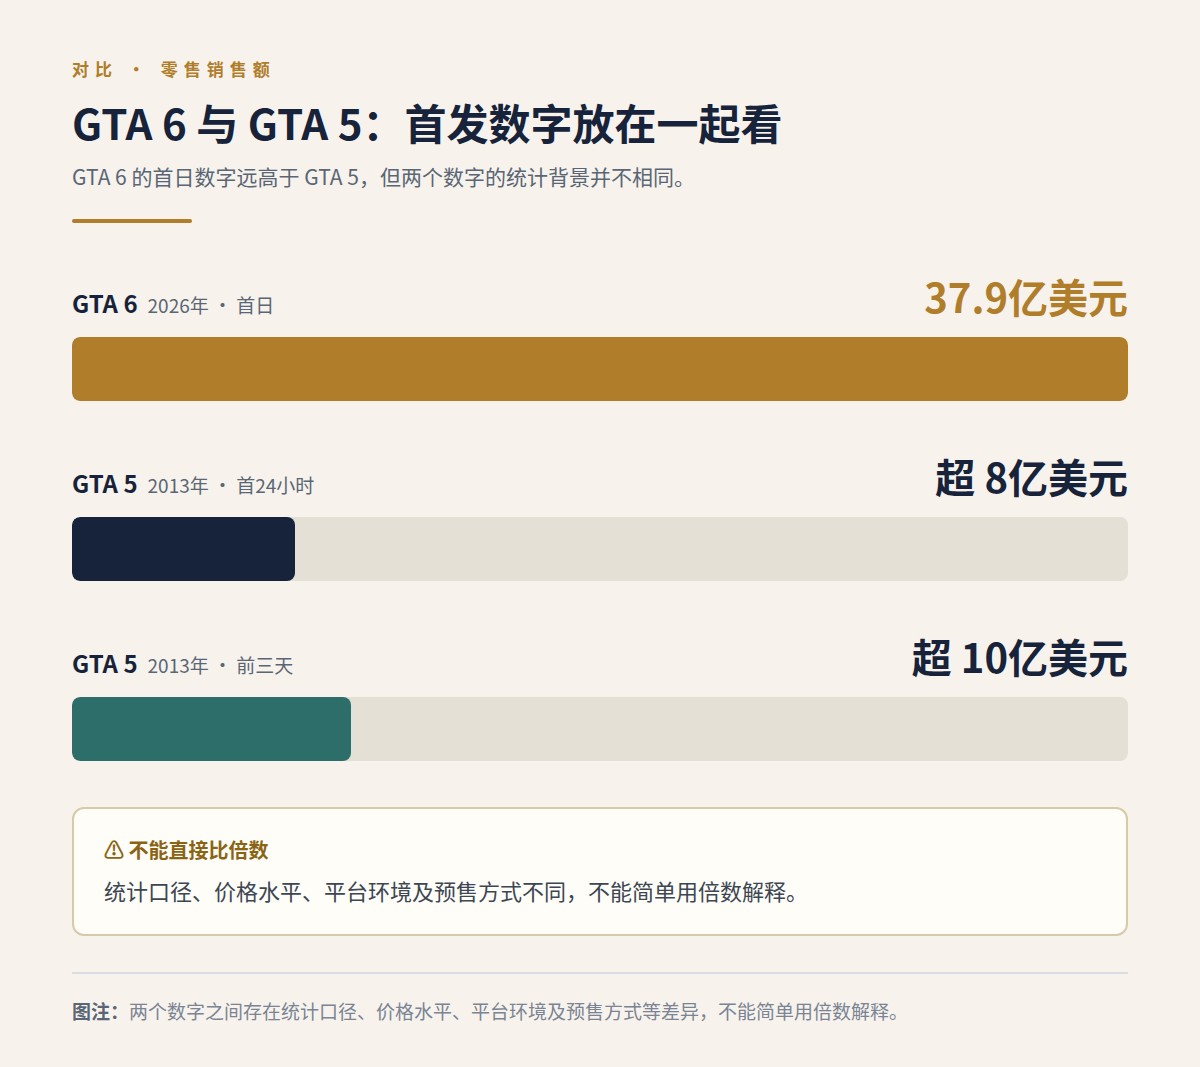 对比 · 零售销售额
GTA 6 与 GTA 5：首发数字放在一起看
GTA 6 的首日数字远高于 GTA 5，但两个数字的统计背景并不相同。
GTA 6 2026年 · 首日 37.9亿美元
GTA 5 2013年 · 首24小时 超 8亿美元
GTA 5 2013年 · 前三天 超 10亿美元
⚠ 不能直接比倍数
统计口径、价格水平、平台环境及预售方式不同，不能简单用倍数解释。
图注：两个数字之间存在统计口径、价格水平、平台环境及预售方式等差异，不能简单用倍数解释。